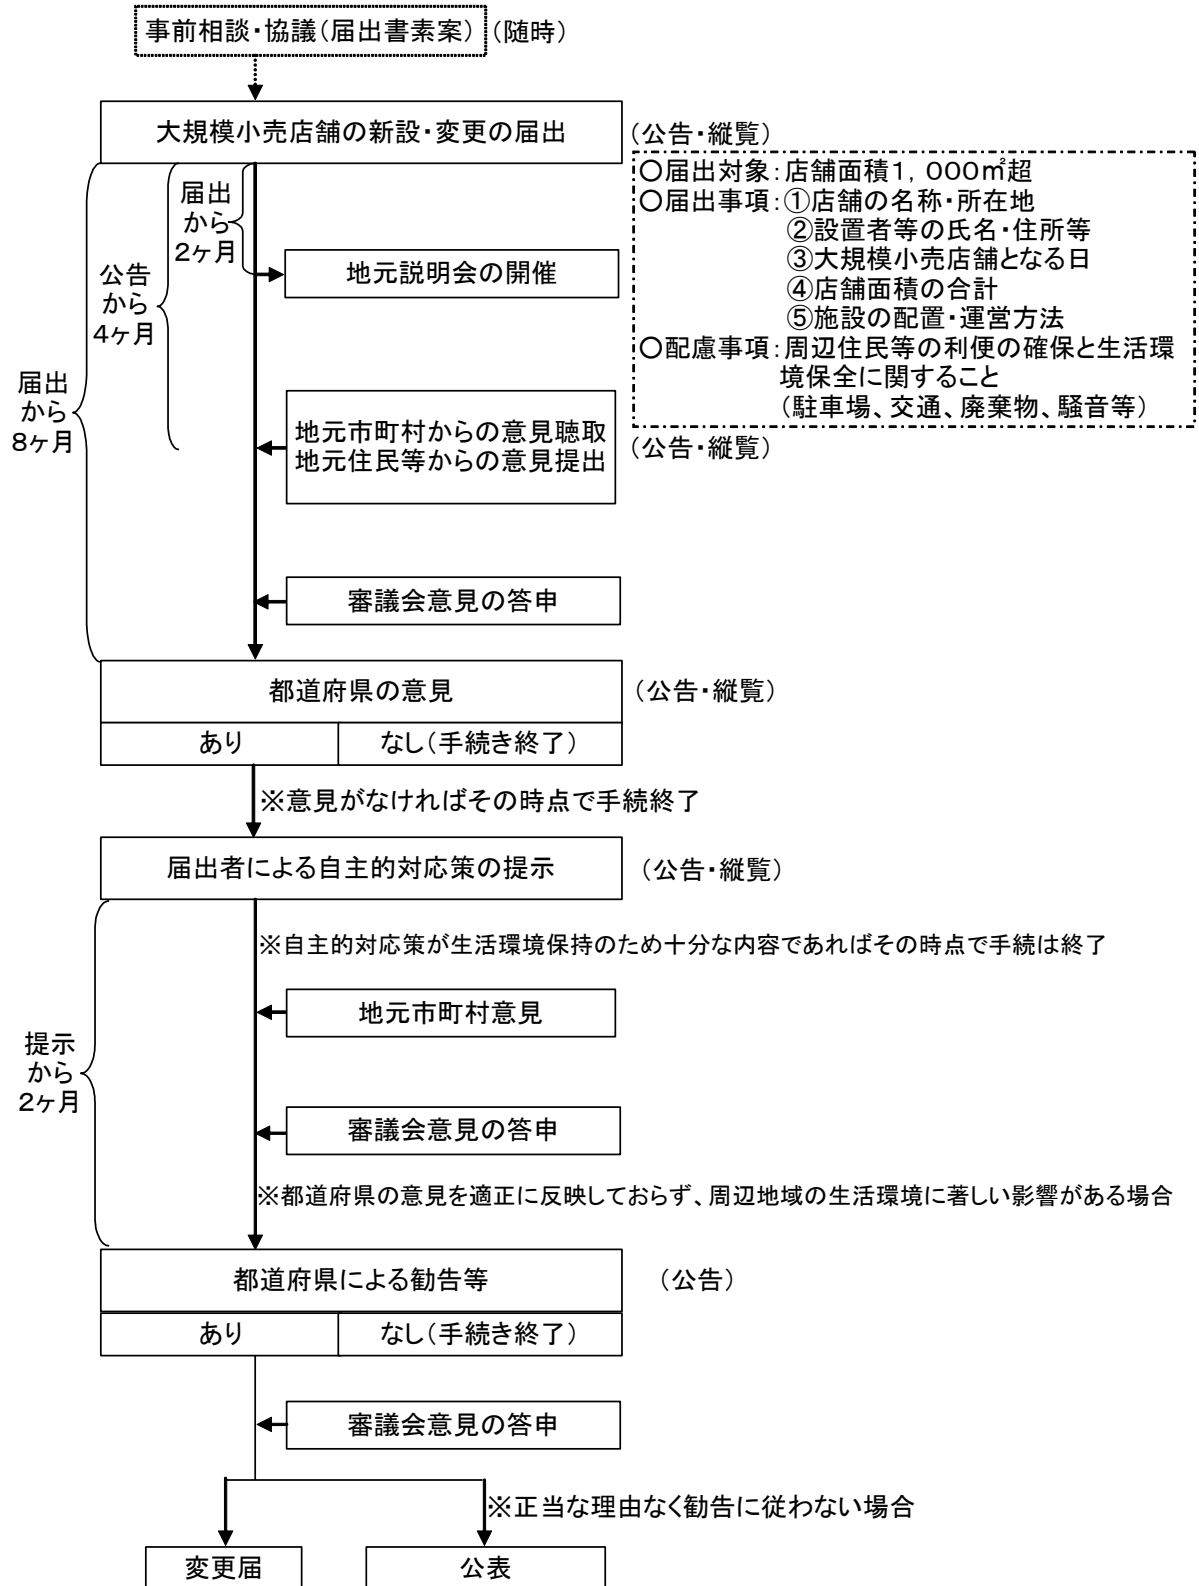 事前相談・協議(届出書素案)
(随時)
大規模小売店舗の新設・変更の届出
(公告・縦覧)
○届出対象：店舗面積1，000㎡超
○届出事項：①店舗の名称・所在地
②設置者等の氏名・住所等
③大規模小売店舗となる日
④店舗面積の合計
⑤施設の配置・運営方法
○配慮事項：周辺住民等の利便の確保と生活環
境保全に関すること
(駐車場、交通、廃棄物、騒音等)
届出
から
2ヶ月
地元説明会の開催
公告
から
4ヶ月
届出
から
8ヶ月
地元市町村からの意見聴取
地元住民等からの意見提出
(公告・縦覧)
審議会意見の答申
都道府県の意見
(公告・縦覧)
あり
なし(手続き終了)
※意見がなければその時点で手続終了
届出者による自主的対応策の提示
(公告・縦覧)
※自主的対応策が生活環境保持のため十分な内容であればその時点で手続は終了
地元市町村意見
提示
から
2ヶ月
審議会意見の答申
※都道府県の意見を適正に反映しておらず、周辺地域の生活環境に著しい影響がある場合
都道府県による勧告等
(公告)
あり
なし(手続き終了)
審議会意見の答申
※正当な理由なく勧告に従わない場合
変更届
公表